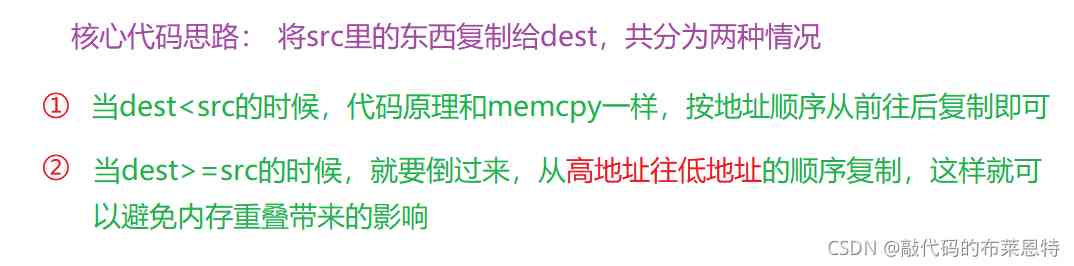 核心代码思路： 将src里的东西复制给dest，共分为两种情况
① 当dest<src的时候，代码原理和memcpy一样，按地址顺序从前往后复制即可
② 当dest>=src的时候，就要倒过来，从高地址往低地址的顺序复制，这样就可
以避免内存重叠带来的影响
CSDN @敲代码的布莱恩特